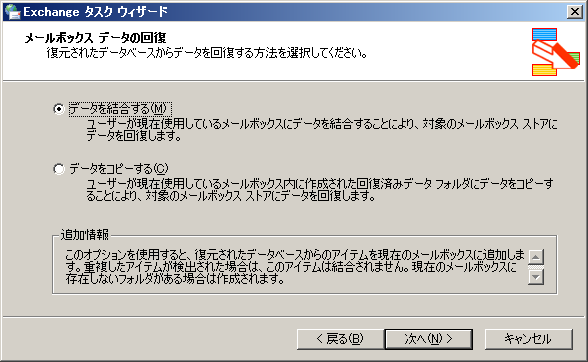 Exchange タスク ウィザード
メールボックス データの回復
復元されたデータベースからデータを回復する方法を選択してください。
データを結合する(M)
ユーザーが現在使用しているメールボックスにデータを結合することにより、対象のメールボックス ストアに
データを回復します。
データをコピーする(C)
ユーザーが現在使用しているメールボックス内に作成された回復済みデータ フォルダにデータをコピーす
ることにより、対象のメールボックス ストアにデータを回復します。
追加情報
このオプションを使用すると、復元されたデータベースからのアイテムを現在のメールボックスに追加しま
す。重複したアイテムが検出された場合は、このアイテムは結合されません。現在のメールボックスに
存在しないフォルダがある場合は作成されます。
< 戻る(B)
次へ(N) >
キャンセル